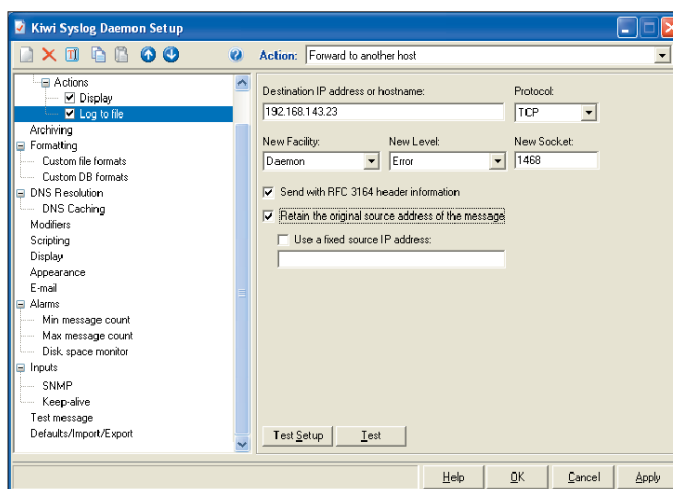 Kiwi Syslog Daemon Setup
Action: Forward to another host
Actions
Display
Log to file
Archiving
Formatting
Custom file formats
Custom DB formats
DNS Resolution
DNS Caching
Modifiers
Scripting
Display
Appearance
E-mail
Alarms
Min message count
Max message count
Disk space monitor
Inputs
SNMP
Keep-alive
Test message
Defaults/Import/Export
Destination IP address or hostname: Protocol:
192.168.143.23 TCP
New Facility: New Level: New Socket:
Daemon Error 1468
Send with RFC 3164 header information
Retain the original source address of the message
Use a fixed source IP address:
Test Setup Test
Help OK Cancel Apply